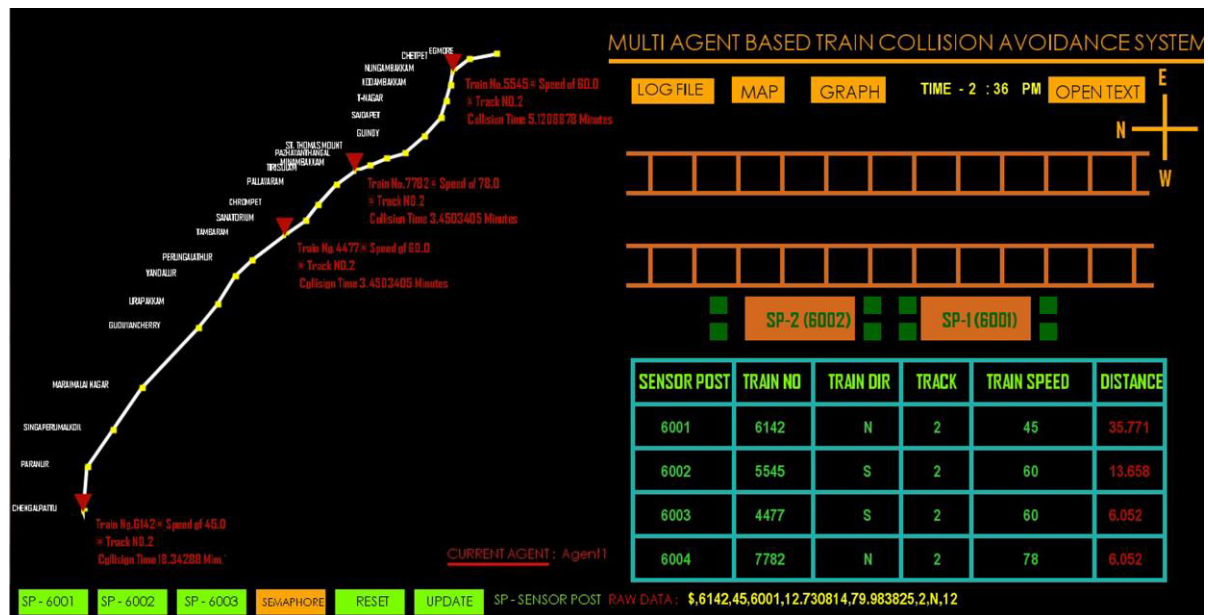 MULTI AGENT BASED TRAIN COLLISION AVOIDANCE SYSTEM
LOG FILE
MAP
GRAPH
TIME - 2 : 36 PM
OPEN TEXT
E
N
W
EGMORE
CHETPET
NUNGAMBAKKAM
KODAMBAKKAM
T-NAGAR
SAIDAPET
GUINDY
ST. THOMAS MOUNT
PAZHAVANTHANGAL
MINAMBAKKAM
TIRISULAM
PALLAVARAM
CHROMPET
SANATORIUM
TAMBARAM
PERUNGALATHUR
VANDALUR
URAPAKKAM
GUDUVANCHERRY
MARAIMALAI NAGAR
SINGAPERUMALKOIL
PARANUR
CHENGALPATTU
Train No.5545 = Speed of 60.0
= Track NO.2
Collision Time 5.1208878 Minutes
Train No.7782 = Speed of 78.0
= Track NO.2
Collision Time 3.4503405 Minutes
Train No.4477 = Speed of 60.0
= Track NO.2
Collision Time 3.4503405 Minutes
Train No.6142 = Speed of 45.0
= Track NO.2
Collision Time 18.34288 Min
SP-2 (6002)
SP-1 (6001)
SENSOR POST TRAIN NO TRAIN DIR TRACK TRAIN SPEED DISTANCE
6001 6142 N 2 45 35.771
6002 5545 S 2 60 13.658
6003 4477 S 2 60 6.052
6004 7782 N 2 78 6.052
CURRENT AGENT : Agent1
SP - 6001
SP - 6002
SP - 6003
SEMAPHORE
RESET
UPDATE
SP - SENSOR POST
RAW DATA : $,6142,45,6001,12.730814,79.983825,2,N,12